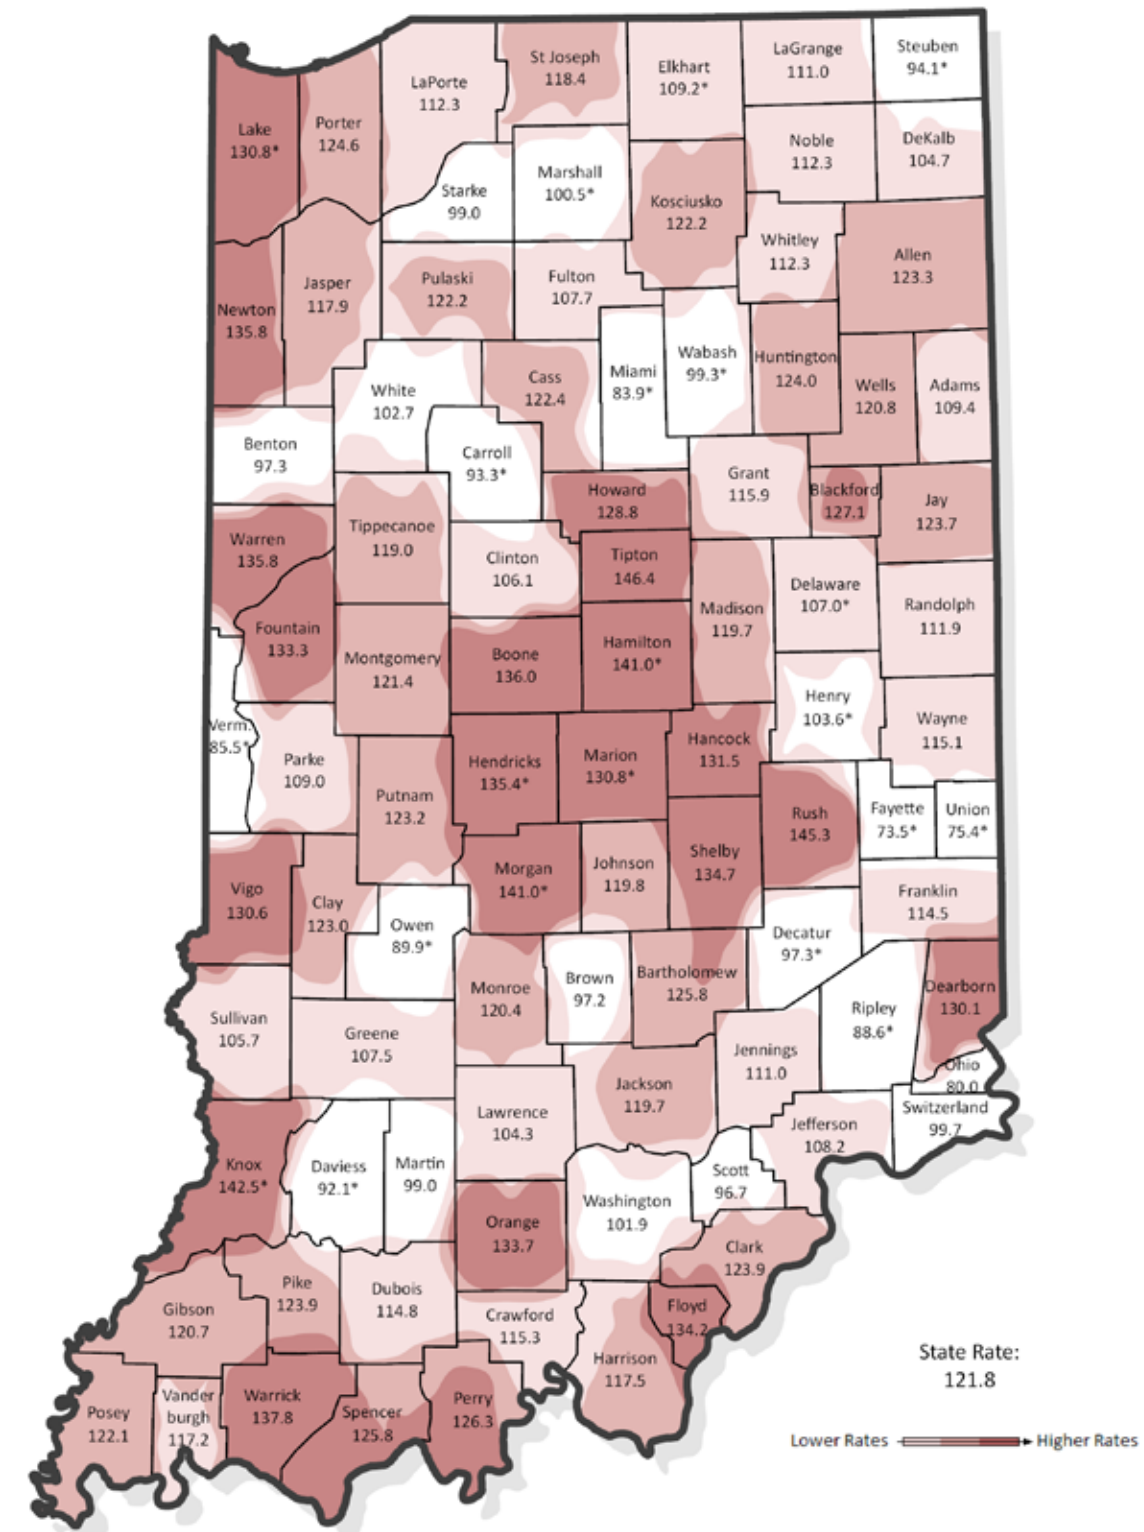 St Joseph
118.4
LaPorte
112.3
Elkhart
109.2*
LaGrange
111.0
Steuben
94.1*
Lake
130.8*
Porter
124.6
Noble
112.3
DeKalb
104.7
Starke
99.0
Marshall
100.5*
Kosciusko
122.2
Whitley
112.3
Allen
123.3
Newton
135.8
Jasper
117.9
Pulaski
122.2
Fulton
107.7
White
102.7
Cass
122.4
Miami
83.9*
Wabash
99.3*
Huntington
124.0
Wells
120.8
Adams
109.4
Benton
97.3
Carroll
93.3*
Howard
128.8
Grant
115.9
Blackford
127.1
Jay
123.7
Warren
135.8
Tippecanoe
119.0
Clinton
106.1
Tipton
146.4
Madison
119.7
Delaware
107.0*
Randolph
111.9
Fountain
133.3
Montgomery
121.4
Boone
136.0
Hamilton
141.0*
Henry
103.6*
Wayne
115.1
Verm.
85.5*
Parke
109.0
Putnam
123.2
Hendricks
135.4*
Marion
130.8*
Hancock
131.5
Rush
145.3
Fayette
73.5*
Union
75.4*
Vigo
130.6
Clay
123.0
Owen
89.9*
Morgan
141.0*
Johnson
119.8
Shelby
134.7
Franklin
114.5
Decatur
97.3*
Monroe
120.4
Brown
97.2
Bartholomew
125.8
Dearborn
130.1
Sullivan
105.7
Greene
107.5
Jennings
111.0
Ripley
88.6*
Ohio
80.0
Jackson
119.7
Lawrence
104.3
Jefferson
108.2
Switzerland
99.7
Knox
142.5*
Daviess
92.1*
Martin
99.0
Scott
96.7
Orange
133.7
Washington
101.9
Clark
123.9
Gibson
120.7
Pike
123.9
Dubois
114.8
Crawford
115.3
Floyd
134.2
Harrison
117.5
Posey
122.1
Vander
burgh
117.2
Warrick
137.8
Spencer
125.8
Perry
126.3
State Rate:
121.8
Lower Rates
Higher Rates